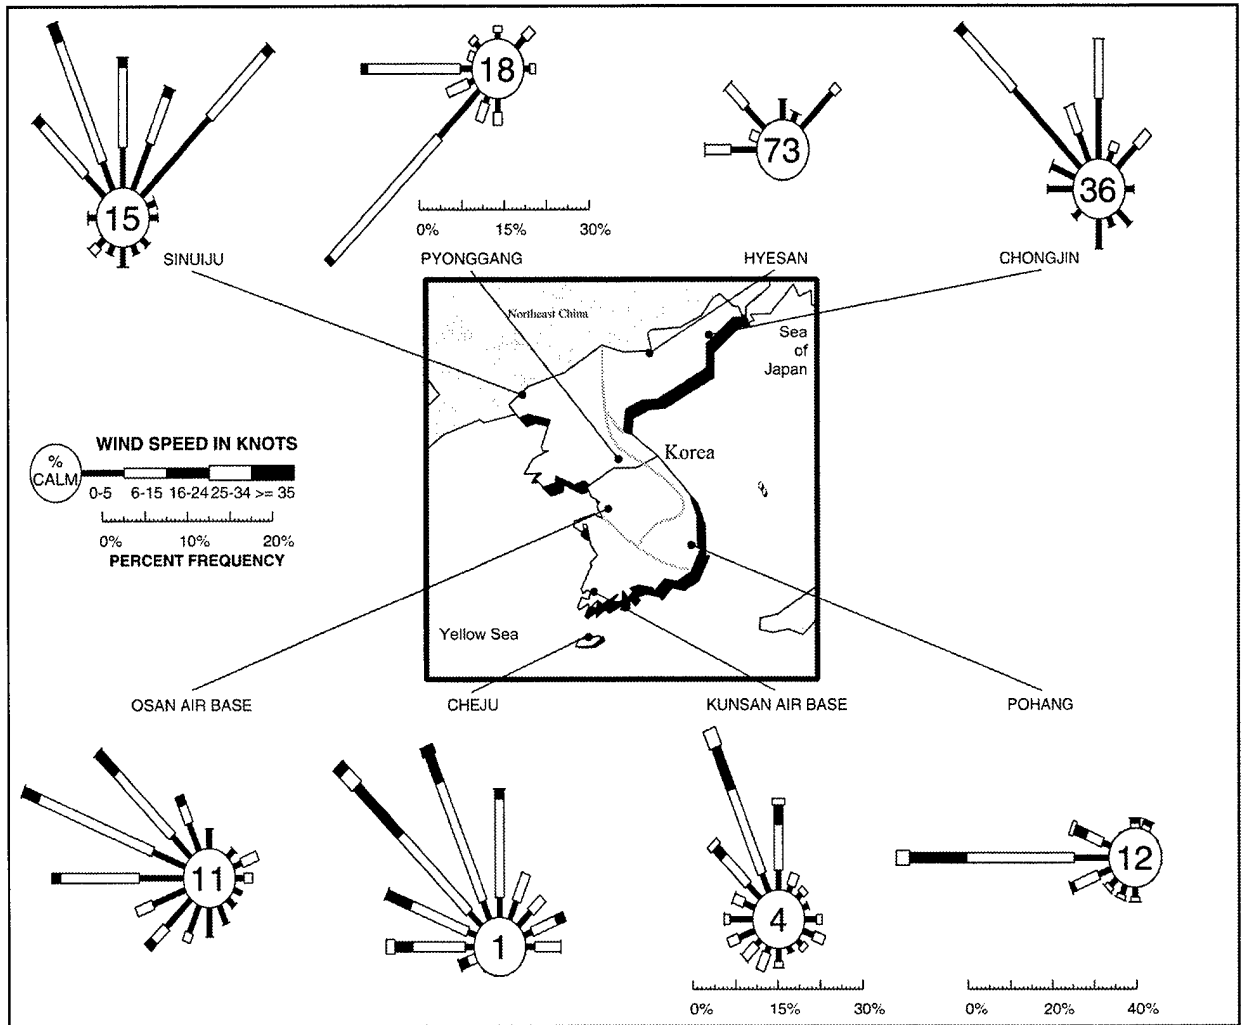 18
73
36
15
0% 15% 30%
SINUIJU PYONGGANG HYESAN CHONGJIN
Northeast China
Sea
of
Japan
WIND SPEED IN KNOTS
%
CALM
0-5 6-15 16-24 25-34 >= 35
Korea
0% 10% 20%
PERCENT FREQUENCY
Yellow Sea
OSAN AIR BASE CHEJU KUNSAN AIR BASE POHANG
11
1
4
12
0% 15% 30% 0% 20% 40%